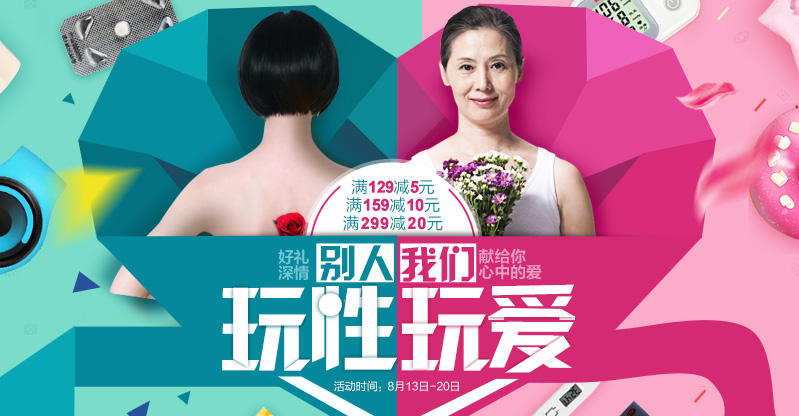 满129减5元
满159减10元
满299减20元
好礼
深情
别人 我们
献给你
心中的爱
玩性 玩爱
活动时间：8月13日-20日